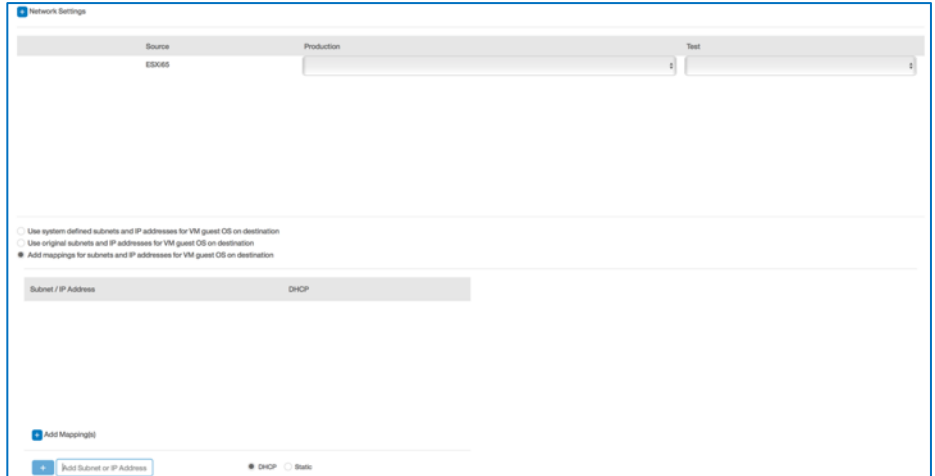 + Network Settings
Source Production Test
ESXi65
Use system defined subnets and IP addresses for VM guest OS on destination
Use original subnets and IP addresses for VM guest OS on destination
Add mappings for subnets and IP addresses for VM guest OS on destination
Subnet / IP Address DHCP
+ Add Mapping(s)
+ Add Subnet or IP Address DHCP Static